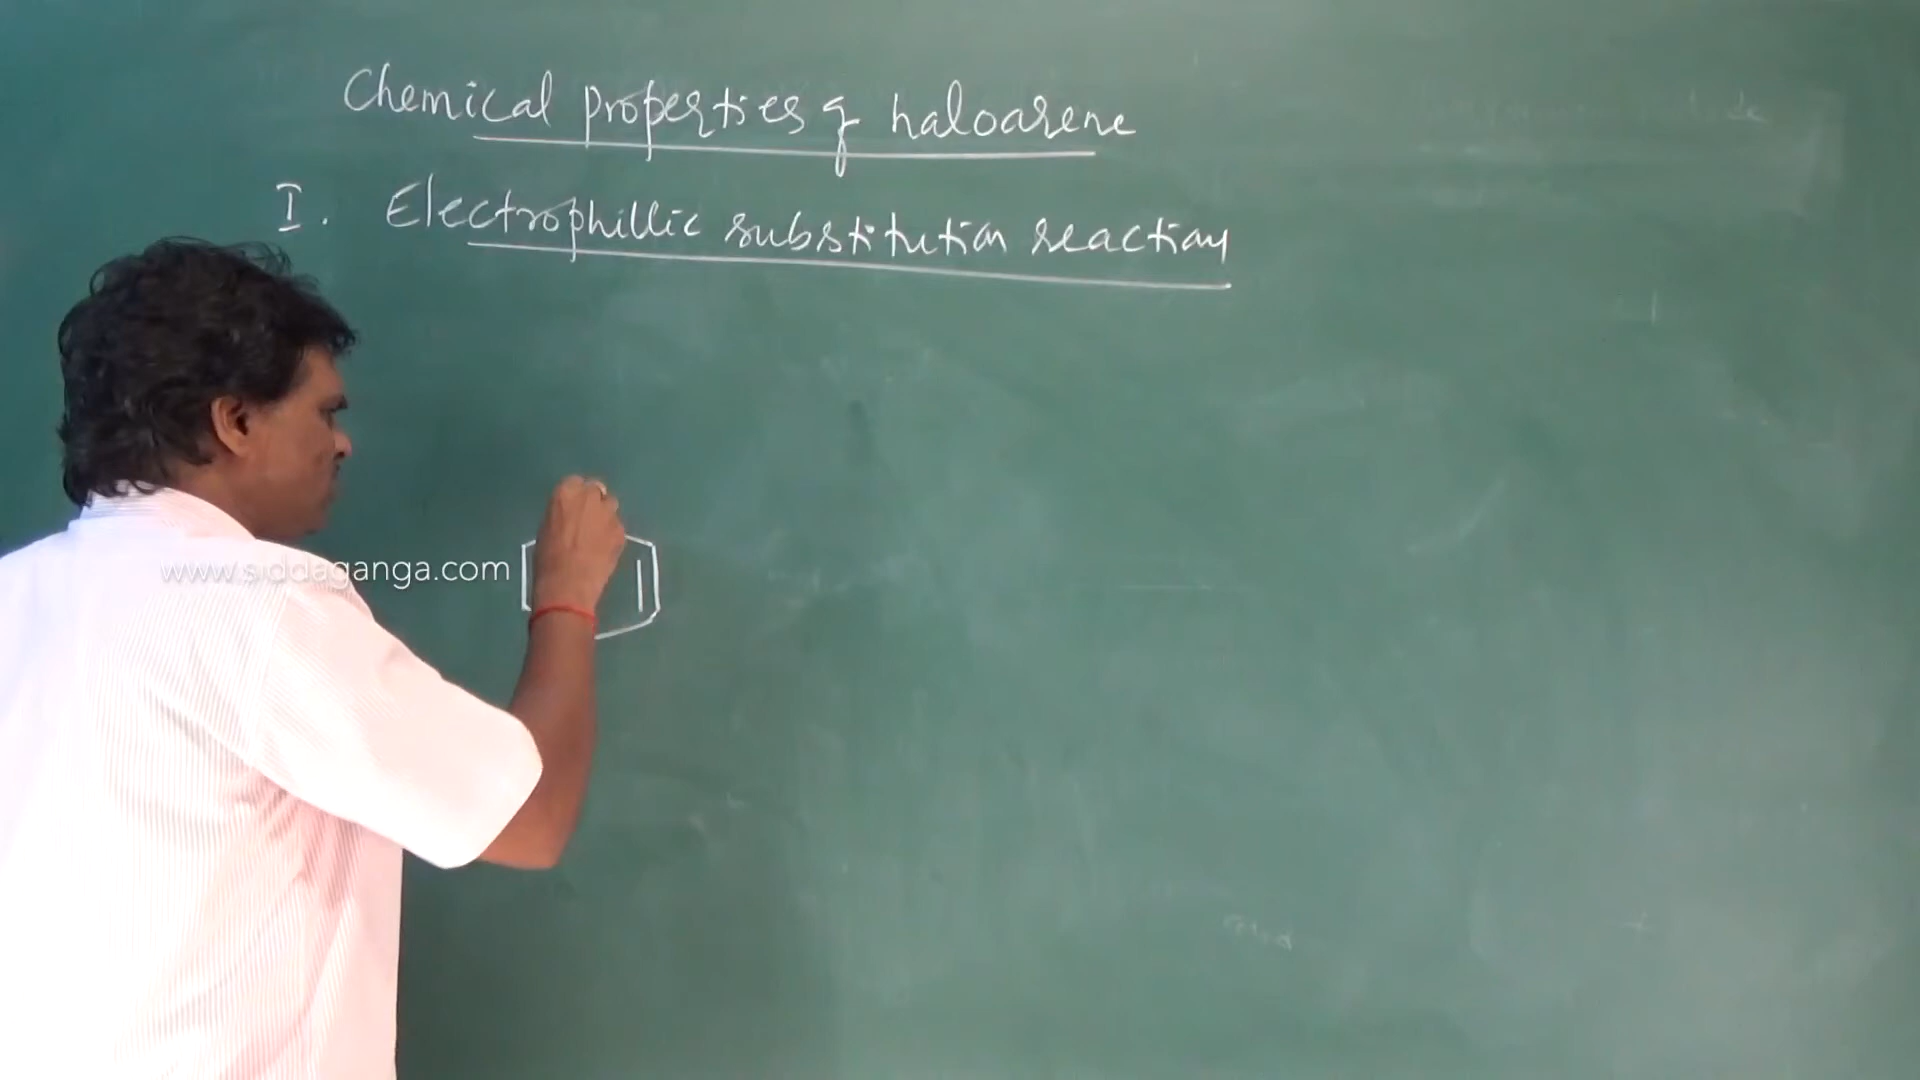 Chemical properties of haloarene
I. Electrophillic substitution reaction
www.siddaganga.com